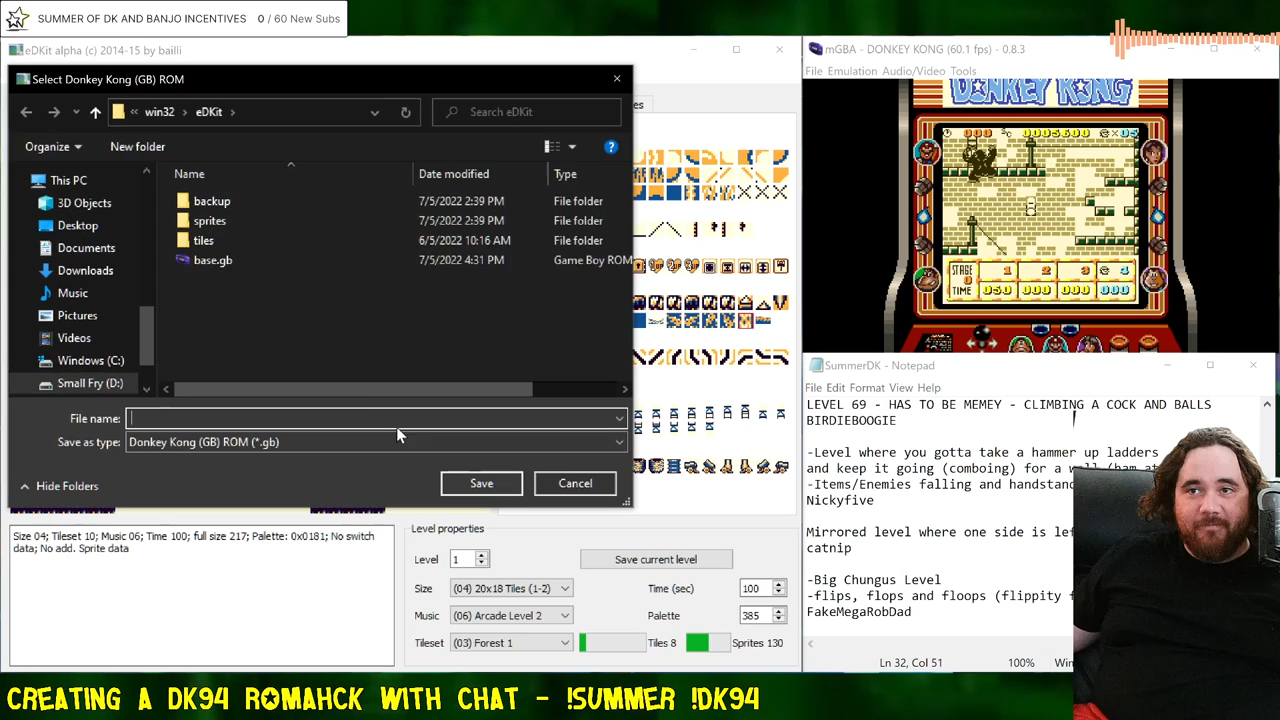 SUMMER OF DK AND BANJO INCENTIVES 0 / 60 New Subs
eDKit alpha (c) 2014-15 by bailli
Select Donkey Kong (GB) ROM
win32 eDKit
Search eDKit
Organize
New folder
Name Date modified Type
This PC
3D Objects
Desktop
Documents
Downloads
Music
Pictures
Videos
Windows (C:)
Small Fry (D:)
backup 7/5/2022 2:39 PM File folder
sprites 7/5/2022 2:39 PM File folder
tiles 6/5/2022 10:16 AM File folder
base.gb 7/5/2022 4:31 PM Game Boy ROM
File name:
Save as type: Donkey Kong (GB) ROM (*.gb)
Hide Folders
Save
Cancel
es
Size 04; Tileset 10; Music 06; Time 100; full size 217; Palette: 0x0181; No switch
data; No add. Sprite data
Level properties
Level 1
Save current level
Size (04) 20x18 Tiles (1-2)
Time (sec) 100
Music (06) Arcade Level 2
Palette 385
Tileset (03) Forest 1
Tiles 8
Sprites 130
mGBA - DONKEY KONG (60.1 fps) - 0.8.3
File Emulation Audio/Video Tools
DONKEY KONG
000 005600 05
STAGE 0 1 2 3 4
TIME 050 000 000 000
SummerDK - Notepad
File Edit Format View Help
LEVEL 69 - HAS TO BE MEMEY - CLIMBING A COCK AND BALLS
BIRDIEBOOGIE
-Level where you gotta take a hammer up ladders
and keep it going (comboing) for a
-Items/Enemies falling and handstand
Nickyfive
Mirrored level where one side is
catnip
-Big Chungus Level
-flips, flops and floops (flippity
FakeMegaRobDad
Ln 32, Col 51
100%
CREATING A DK94 ROMAHCK WITH CHAT - !SUMMER !DK94